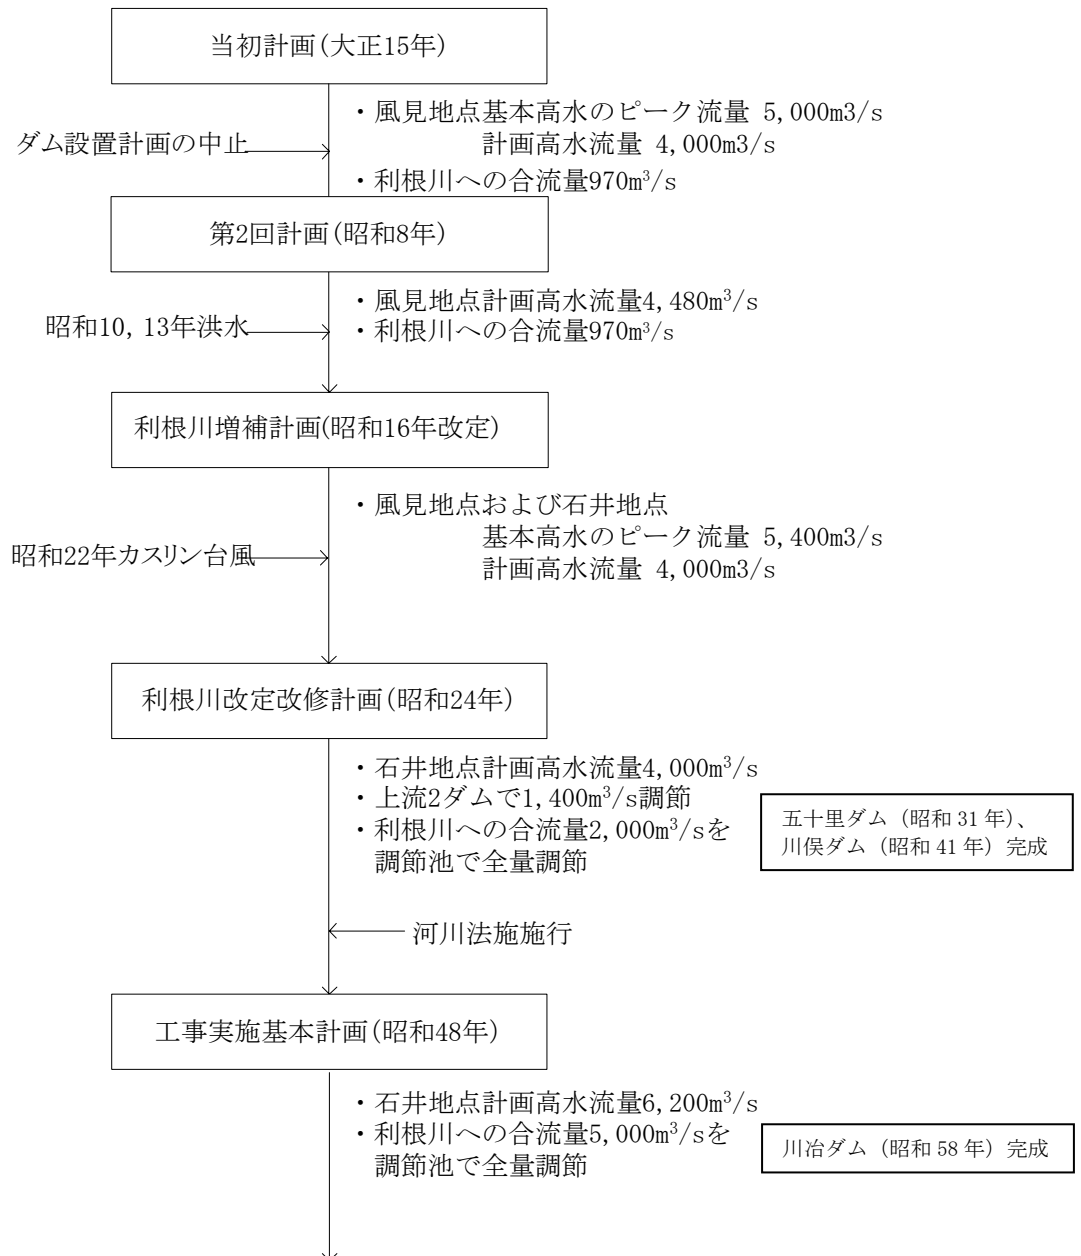 当初計画(大正15年)
・風見地点基本高水のピーク流量 5,000m3/s
計画高水流量 4,000m3/s
ダム設置計画の中止
・利根川への合流量970m³/s
第2回計画(昭和8年)
・風見地点計画高水流量4,480m³/s
・利根川への合流量970m³/s
昭和10,13年洪水
利根川増補計画(昭和16年改定)
・風見地点および石井地点
基本高水のピーク流量 5,400m3/s
計画高水流量 4,000m3/s
昭和22年カスリン台風
利根川改定改修計画(昭和24年)
・石井地点計画高水流量4,000m³/s
・上流2ダムで1,400m³/s調節
・利根川への合流量2,000m³/sを
調節池で全量調節
五十里ダム（昭和 31 年）、
川俣ダム（昭和 41 年）完成
河川法施施行
工事実施基本計画(昭和48年)
・石井地点計画高水流量6,200m³/s
・利根川への合流量5,000m³/sを
調節池で全量調節
川冶ダム（昭和 58 年）完成